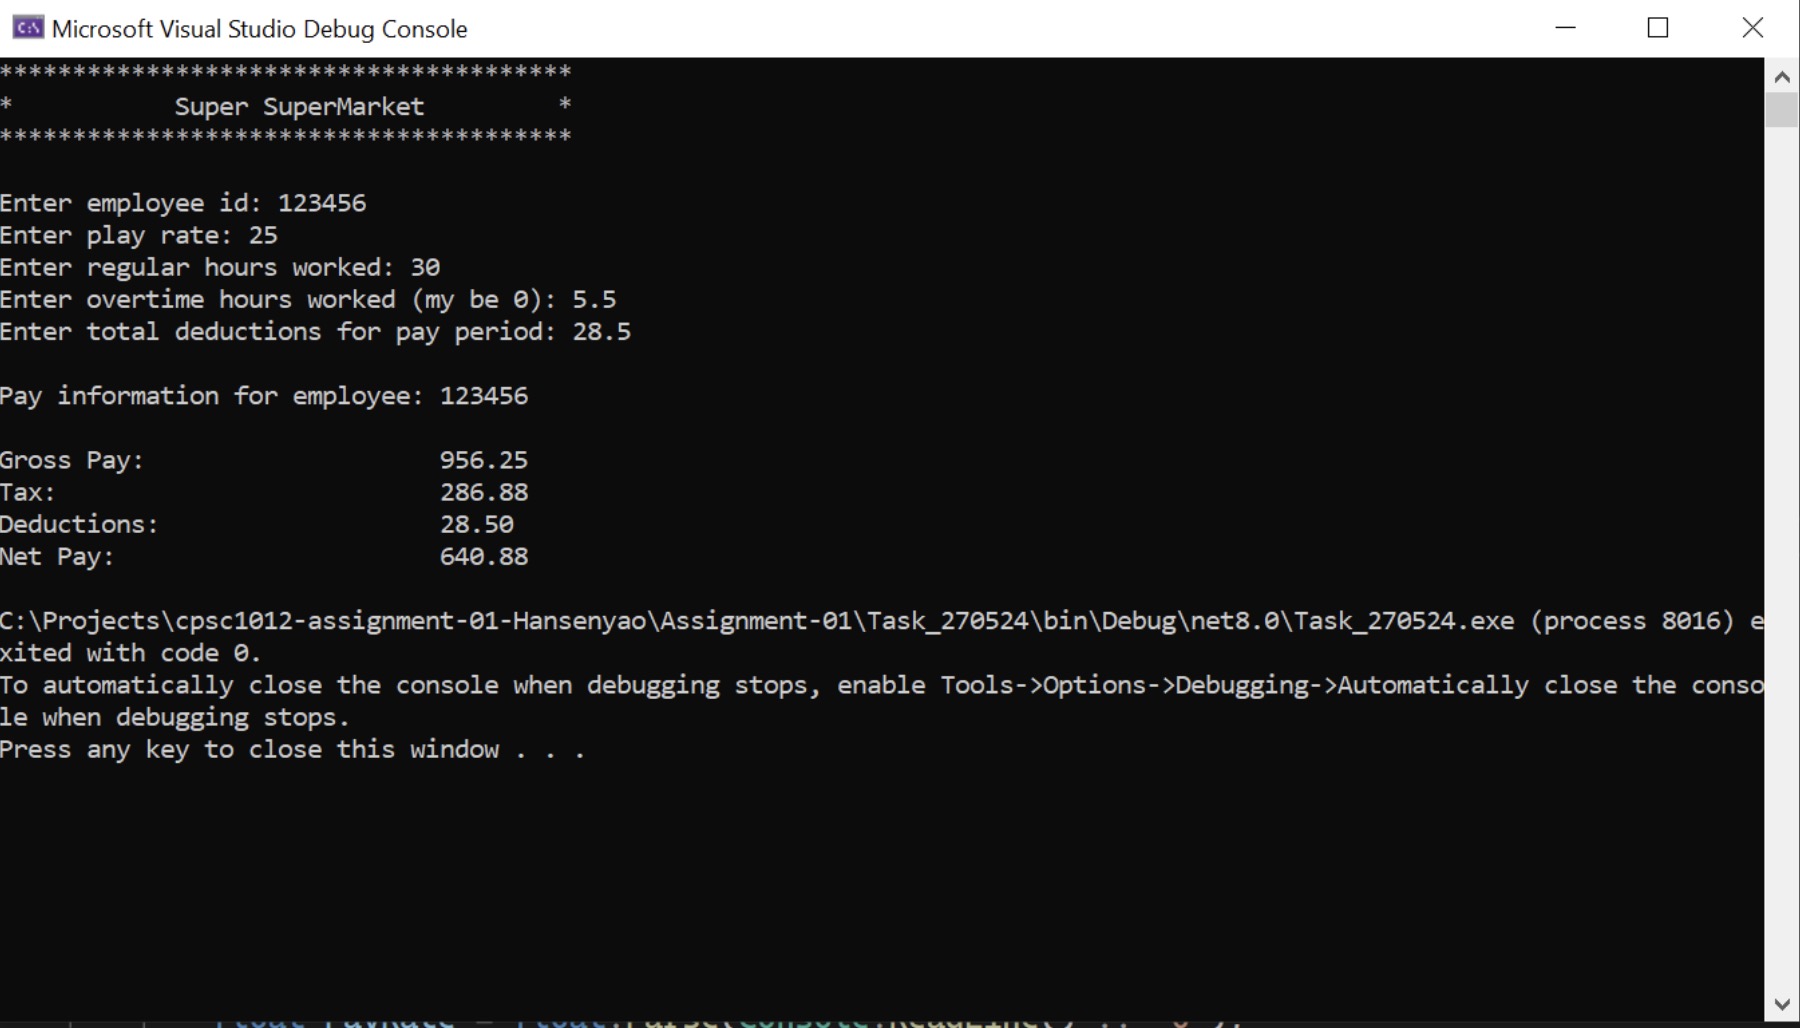 Microsoft Visual Studio Debug Console
***************************************
*           Super SuperMarket         *
***************************************
Enter employee id: 123456
Enter play rate: 25
Enter regular hours worked: 30
Enter overtime hours worked (my be 0): 5.5
Enter total deductions for pay period: 28.5
Pay information for employee: 123456
Gross Pay:                    956.25
Tax:                          286.88
Deductions:                   28.50
Net Pay:                      640.88
C:\Projects\cpsc1012-assignment-01-Hansenyao\Assignment-01\Task_270524\bin\Debug\net8.0\Task_270524.exe (process 8016) e
xited with code 0.
To automatically close the console when debugging stops, enable Tools->Options->Debugging->Automatically close the conso
le when debugging stops.
Press any key to close this window . . .